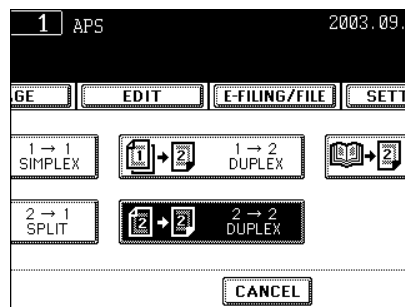 1 APS 2003.09.
.GE EDIT E-FILING/FILE SETT
1 → 1 SIMPLEX
1 2 1 → 2 DUPLEX
2
2 → 1 SPLIT
2 2 2 → 2 DUPLEX
CANCEL